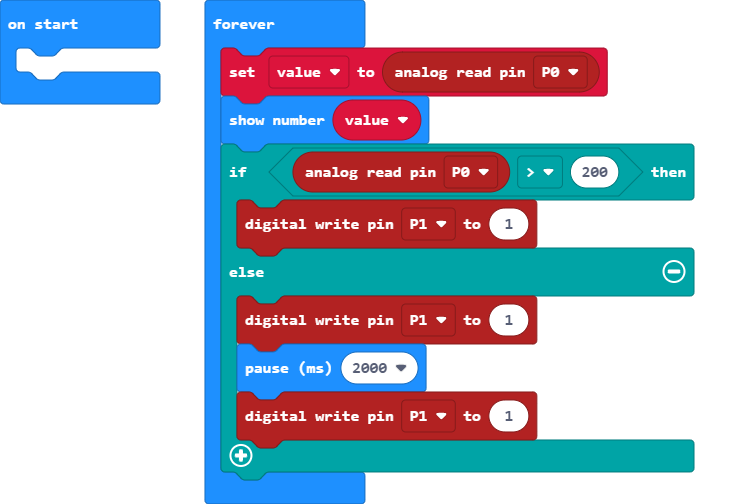 on start
forever
set value to analog read pin P0
show number value
if analog read pin P0 > 200 then
digital write pin P1 to 1
else
digital write pin P1 to 1
pause (ms) 2000
digital write pin P1 to 1